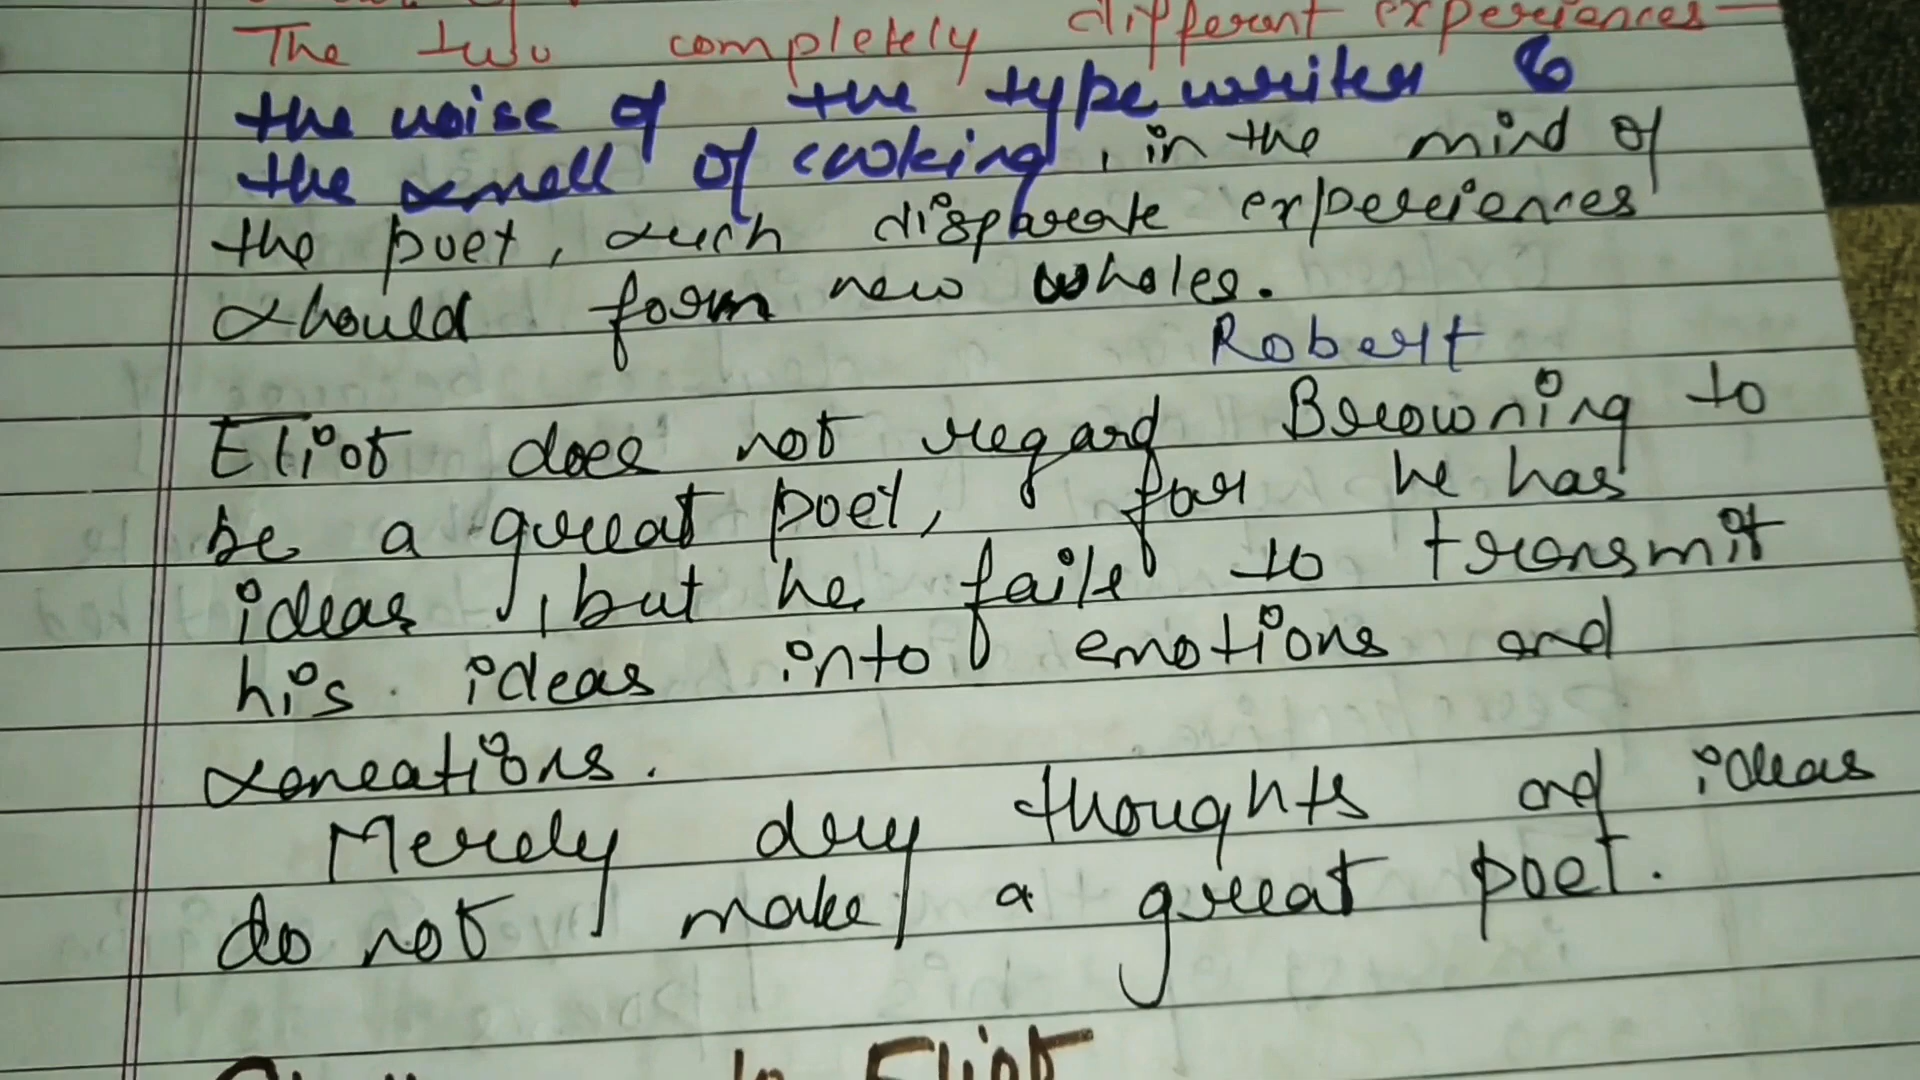 The two completely different experiences—
the noise of the typewriter &
the smell of cooking, in the mind of
the poet, such disparate experiences
should form new wholes.
Robert
Eliot does not regard Browning to
be a great poet, for he has
ideas, but he fails to transmit
his ideas into emotions and
sensations.
Merely dry thoughts and ideas
do not make a great poet.
to Eliot